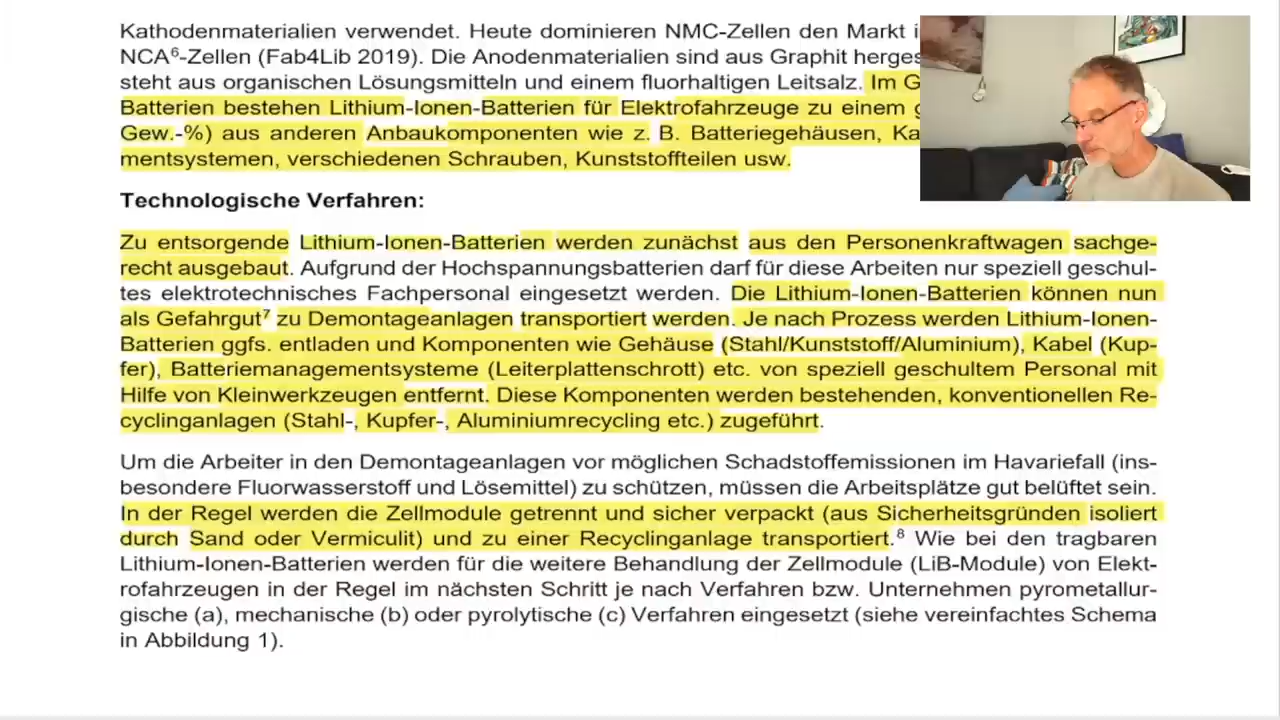 Kathodenmaterialien verwendet. Heute dominieren NMC-Zellen den Markt
NCA⁶-Zellen (Fab4Lib 2019). Die Anodenmaterialien sind aus Graphit
steht aus organischen Lösungsmitteln und einem fluorhaltigen Leitsalz. Im
Batterien bestehen Lithium-Ionen-Batterien für Elektrofahrzeuge zu einem
Gew.-%) aus anderen Anbaukomponenten wie z. B. Batteriegehäusen,
mentsystemen, verschiedenen Schrauben, Kunststoffteilen usw.
Technologische Verfahren:
Zu entsorgende Lithium-Ionen-Batterien werden zunächst aus den Personenkraftwagen sachge-
recht ausgebaut. Aufgrund der Hochspannungsbatterien darf für diese Arbeiten nur speziell geschul-
tes elektrotechnisches Fachpersonal eingesetzt werden. Die Lithium-Ionen-Batterien können nun
als Gefahrgut⁷ zu Demontageanlagen transportiert werden. Je nach Prozess werden Lithium-Ionen-
Batterien ggfs. entladen und Komponenten wie Gehäuse (Stahl/Kunststoff/Aluminium), Kabel (Kup-
fer), Batteriemanagementsysteme (Leiterplattenschrott) etc. von speziell geschultem Personal mit
Hilfe von Kleinwerkzeugen entfernt. Diese Komponenten werden bestehenden, konventionellen Re-
cyclinganlagen (Stahl-, Kupfer-, Aluminiumrecycling etc.) zugeführt.
Um die Arbeiter in den Demontageanlagen vor möglichen Schadstoffemissionen im Havariefall (ins-
besondere Fluorwasserstoff und Lösemittel) zu schützen, müssen die Arbeitsplätze gut belüftet sein.
In der Regel werden die Zellmodule getrennt und sicher verpackt (aus Sicherheitsgründen isoliert
durch Sand oder Vermiculit) und zu einer Recyclinganlage transportiert.⁸ Wie bei den tragbaren
Lithium-Ionen-Batterien werden für die weitere Behandlung der Zellmodule (LiB-Module) von Elekt-
rofahrzeugen in der Regel im nächsten Schritt je nach Verfahren bzw. Unternehmen pyrometallur-
gische (a), mechanische (b) oder pyrolytische (c) Verfahren eingesetzt (siehe vereinfachtes Schema
in Abbildung 1).